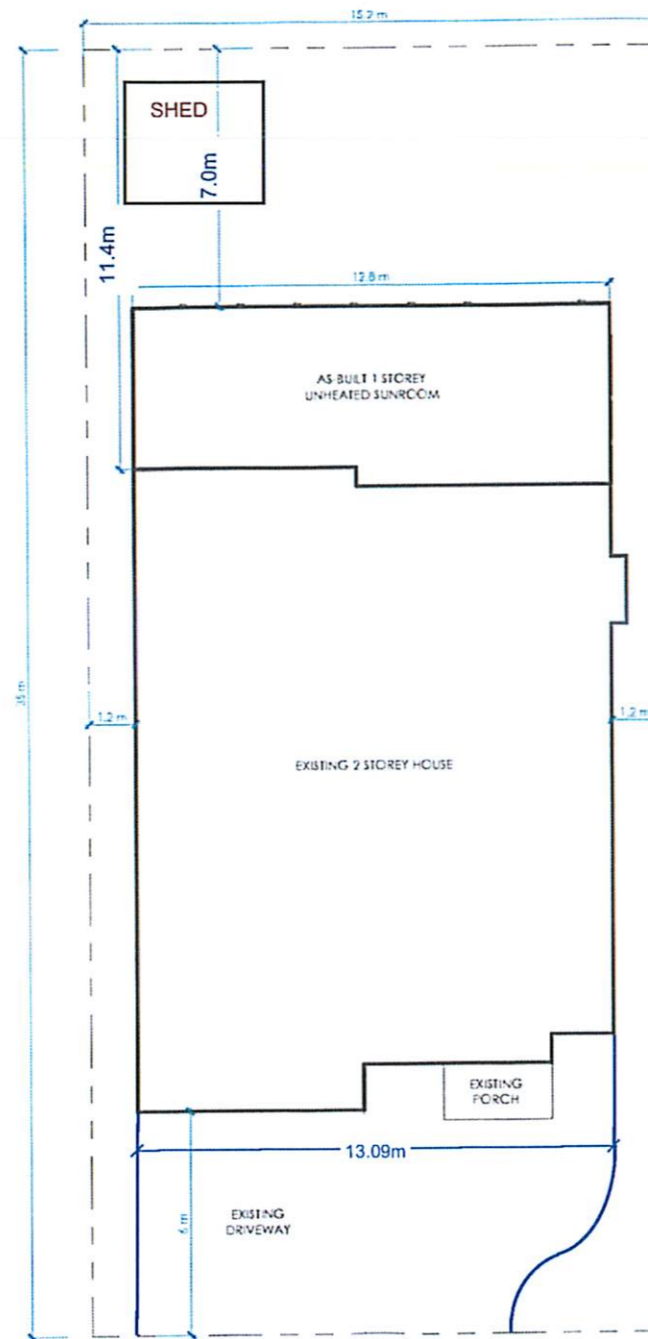 15.2 m
SHED
7.0m
11.4m
12.8 m
AS-BUILT 1 STOREY
UNHEATED SUNROOM
35 m
1.2 m
1.2 m
EXISTING 2 STOREY HOUSE
EXISTING
PORCH
13.09m
EXISTING
DRIVEWAY
6 m